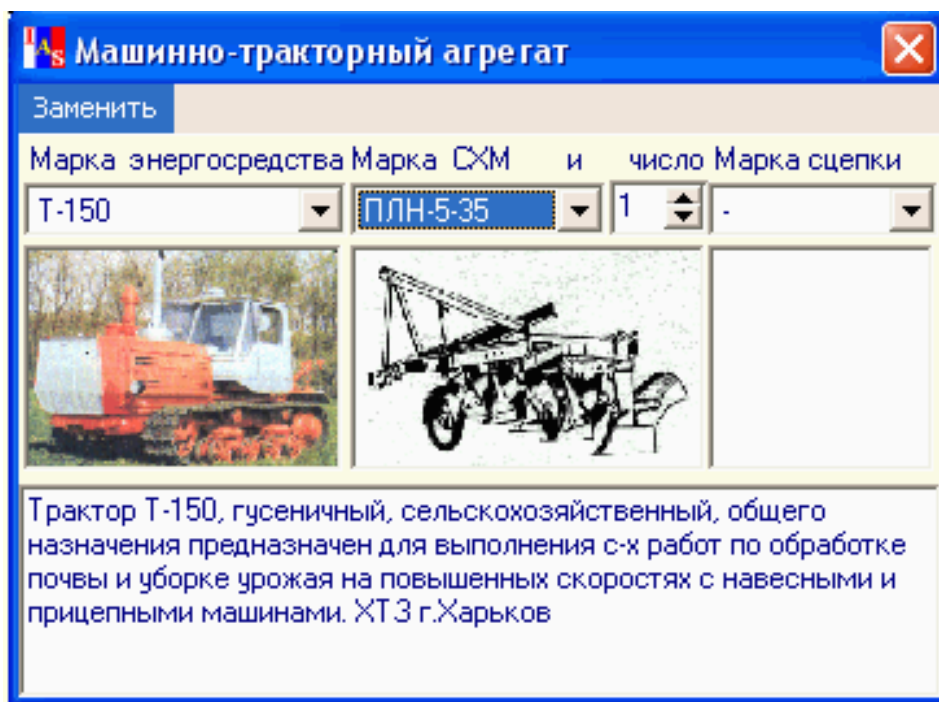 IAS Машинно-тракторный агрегат
Заменить
Марка энергосредства Марка СХМ и число Марка сцепки
Т-150 ПЛН-5-35 1 -
Трактор Т-150, гусеничный, сельскохозяйственный, общего
назначения предназначен для выполнения с-х работ по обработке
почвы и уборке урожая на повышенных скоростях с навесными и
прицепными машинами. ХТЗ г.Харьков